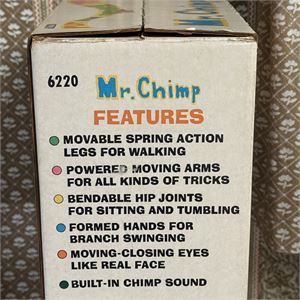 6220 Mr. Chimp
FEATURES
MOVABLE SPRING ACTION
LEGS FOR WALKING
POWERED MOVING ARMS
FOR ALL KINDS OF TRICKS
BENDABLE HIP JOINTS
FOR SITTING AND TUMBLING
FORMED HANDS FOR
BRANCH SWINGING
MOVING-CLOSING EYES
LIKE REAL FACE
BUILT-IN CHIMP SOUND